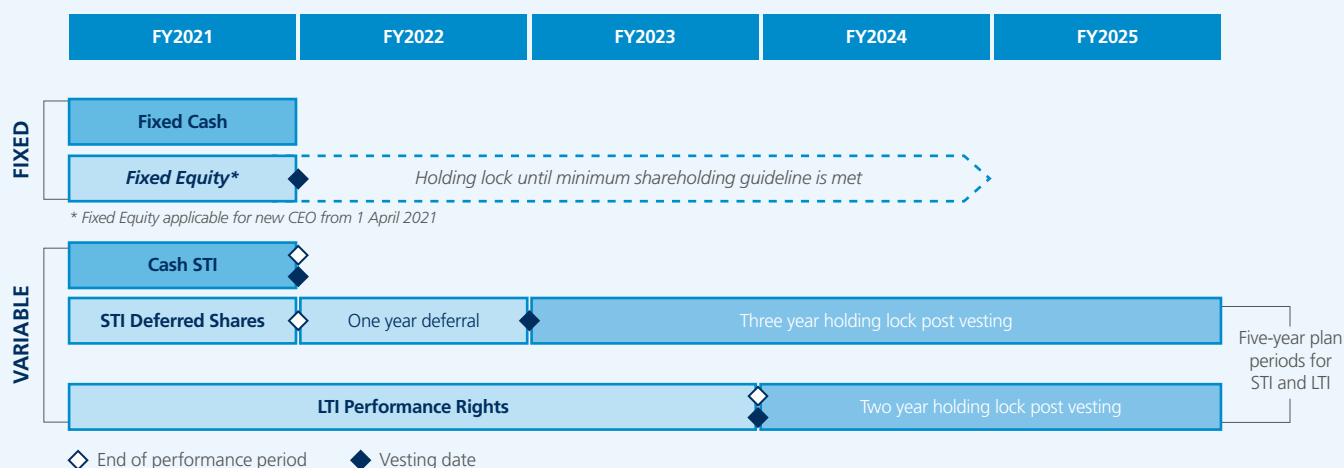 FY2021 FY2022 FY2023 FY2024 FY2025
FIXED
Fixed Cash
Fixed Equity* Holding lock until minimum shareholding guideline is met
* Fixed Equity applicable for new CEO from 1 April 2021
VARIABLE
Cash STI
STI Deferred Shares One year deferral Three year holding lock post vesting
Five-year plan
periods for
STI and LTI
LTI Performance Rights Two year holding lock post vesting
End of performance period Vesting date